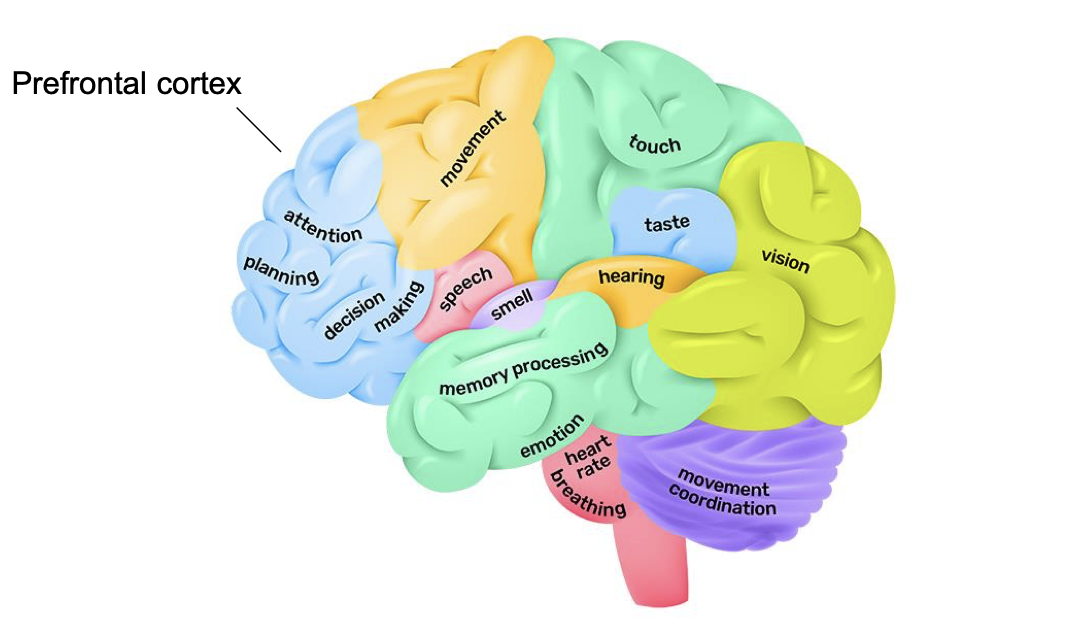 Prefrontal cortex
movement
touch
attention
taste
planning
vision
speech
hearing
decision
making
smell
memory processing
emotion
heart
rate
breathing
movement
coordination